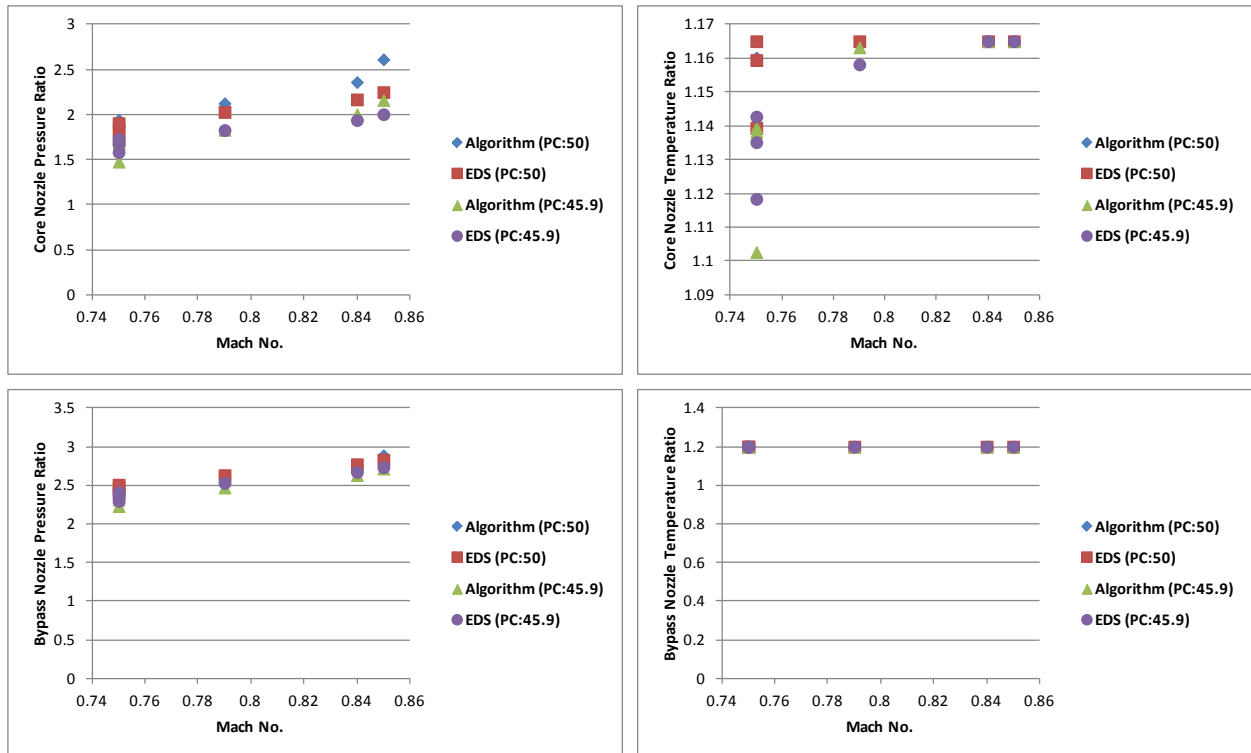 3
2.5
2
1.5
1
0.5
0
0.74 0.76 0.78 0.8 0.82 0.84 0.86
Core Nozzle Pressure Ratio
Mach No.
Algorithm (PC:50)
EDS (PC:50)
Algorithm (PC:45.9)
EDS (PC:45.9)
1.17
1.16
1.15
1.14
1.13
1.12
1.11
1.1
1.09
0.74 0.76 0.78 0.8 0.82 0.84 0.86
Core Nozzle Temperature Ratio
Mach No.
Algorithm (PC:50)
EDS (PC:50)
Algorithm (PC:45.9)
EDS (PC:45.9)
3.5
3
2.5
2
1.5
1
0.5
0
0.74 0.76 0.78 0.8 0.82 0.84 0.86
Bypass Nozzle Pressure Ratio
Mach No.
Algorithm (PC:50)
EDS (PC:50)
Algorithm (PC:45.9)
EDS (PC:45.9)
1.4
1.2
1
0.8
0.6
0.4
0.2
0
0.74 0.76 0.78 0.8 0.82 0.84 0.86
Bypass Nozzle Temperature Ratio
Mach No.
Algorithm (PC:50)
EDS (PC:50)
Algorithm (PC:45.9)
EDS (PC:45.9)